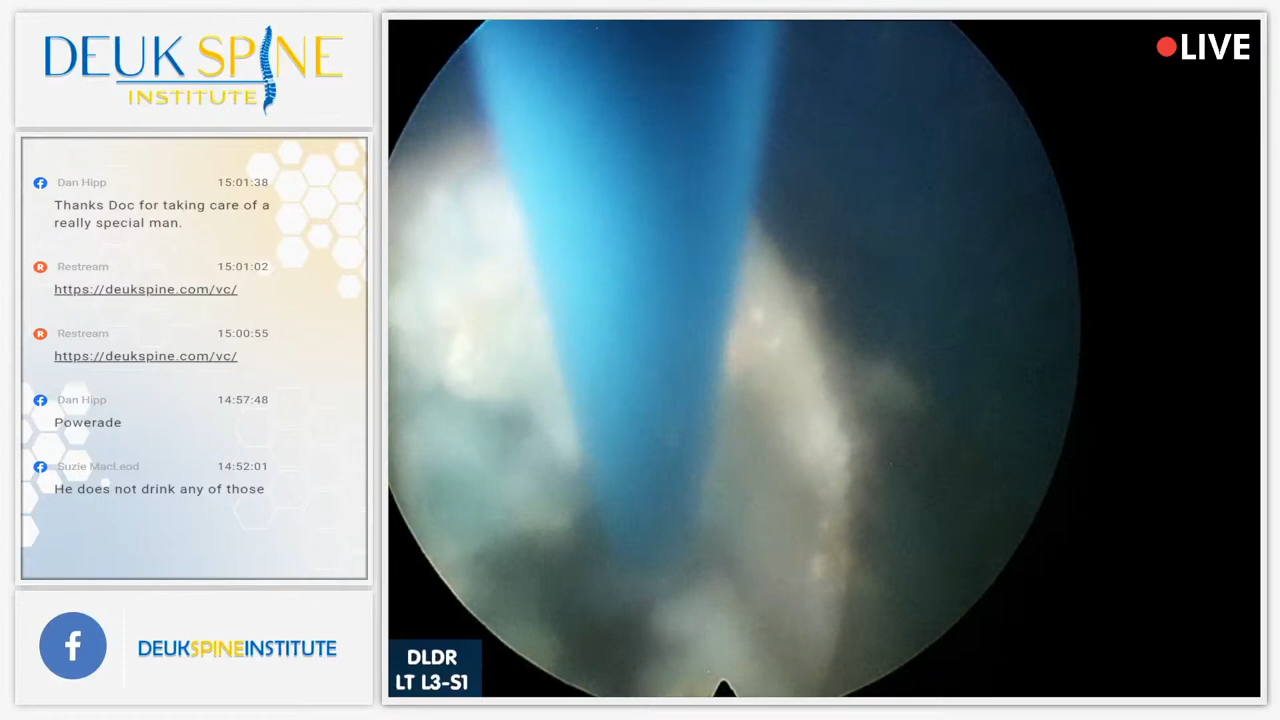 DEUK SPINE
INSTITUTE
Dan Hipp 15:01:38
Thanks Doc for taking care of a
really special man.
Restream 15:01:02
https://deukspine.com/vc/
Restream 15:00:55
https://deukspine.com/vc/
Dan Hipp 14:57:48
Powerade
Suzie MacLeod 14:52:01
He does not drink any of those
DEUKSPINEINSTITUTE
LIVE
DLDR
LT L3-S1